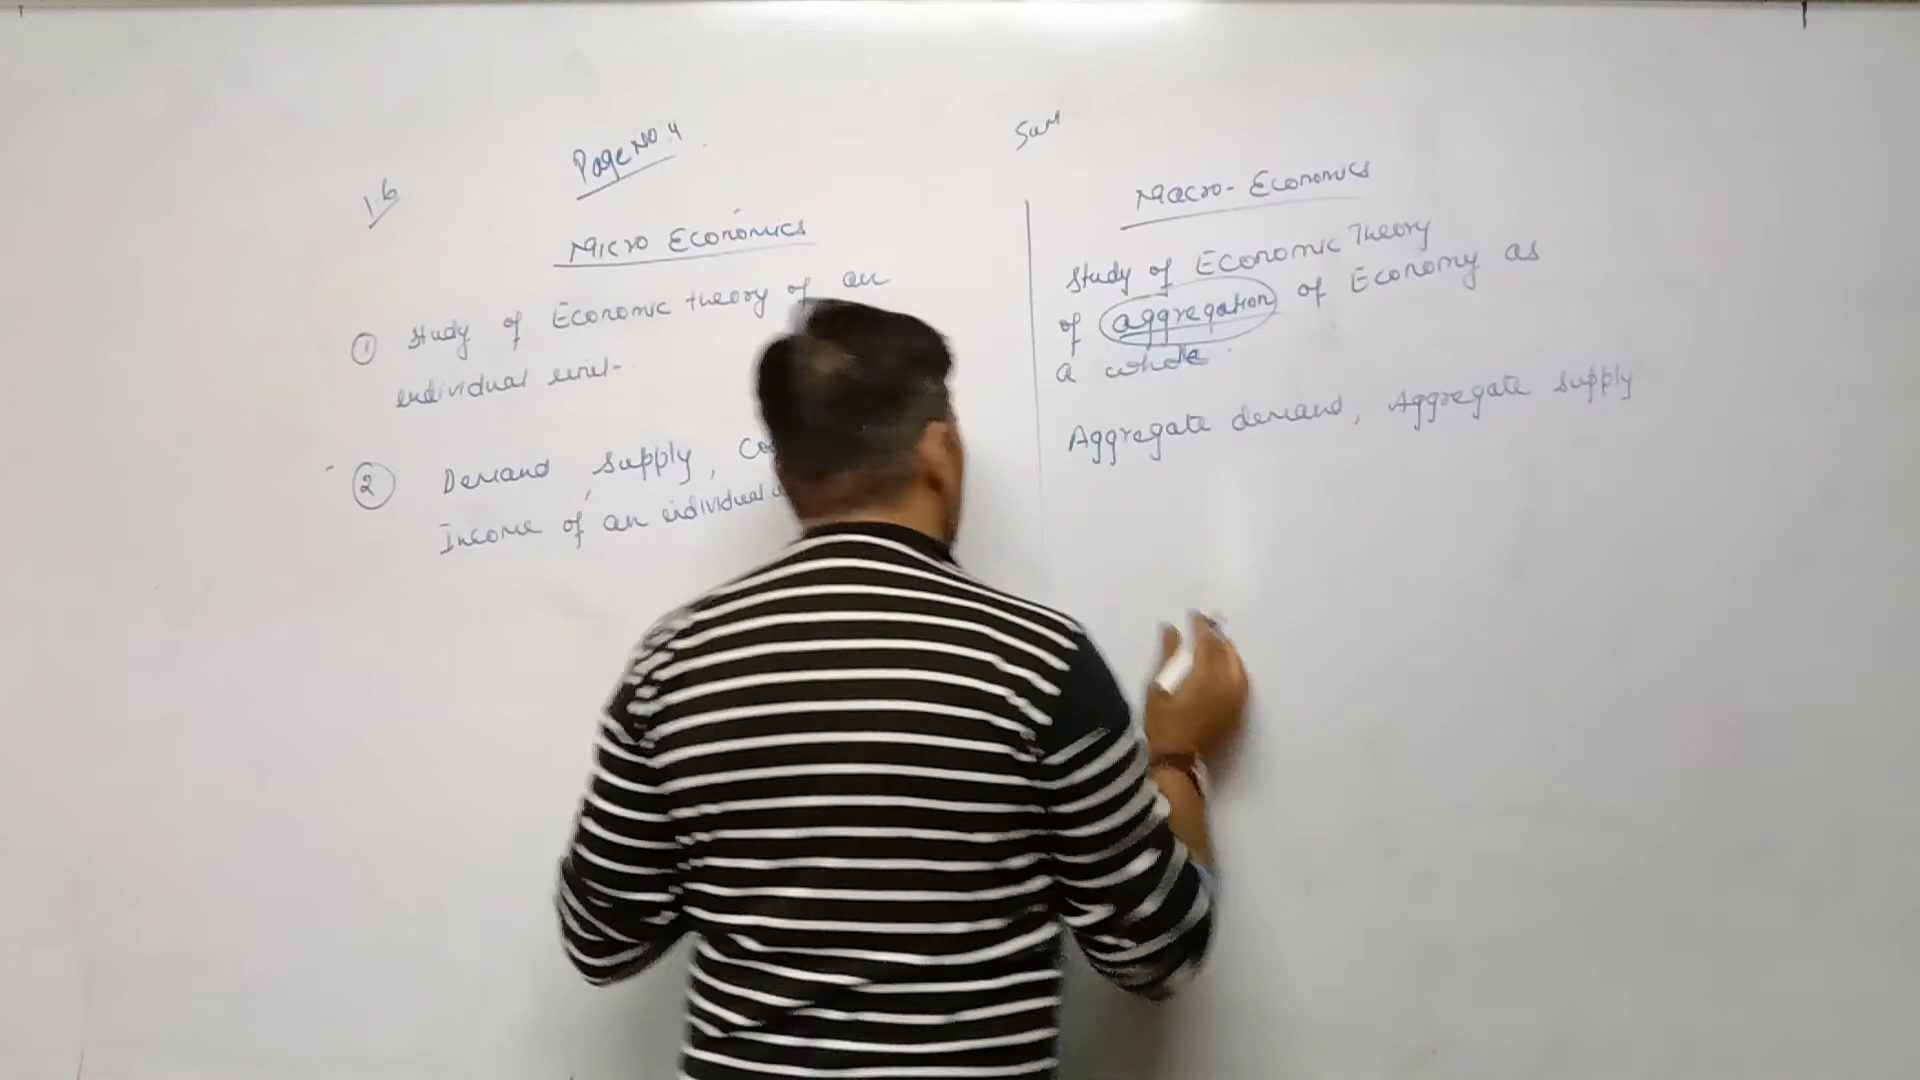 1.6
Page No 4
Micro Economics
① Study of Economic theory of an
individual
② Demand, Supply,
Income of an individual
Sum
Macro-Economics
Study of Economic Theory
of aggregation of Economy as
a whole.
Aggregate demand, Aggregate supply